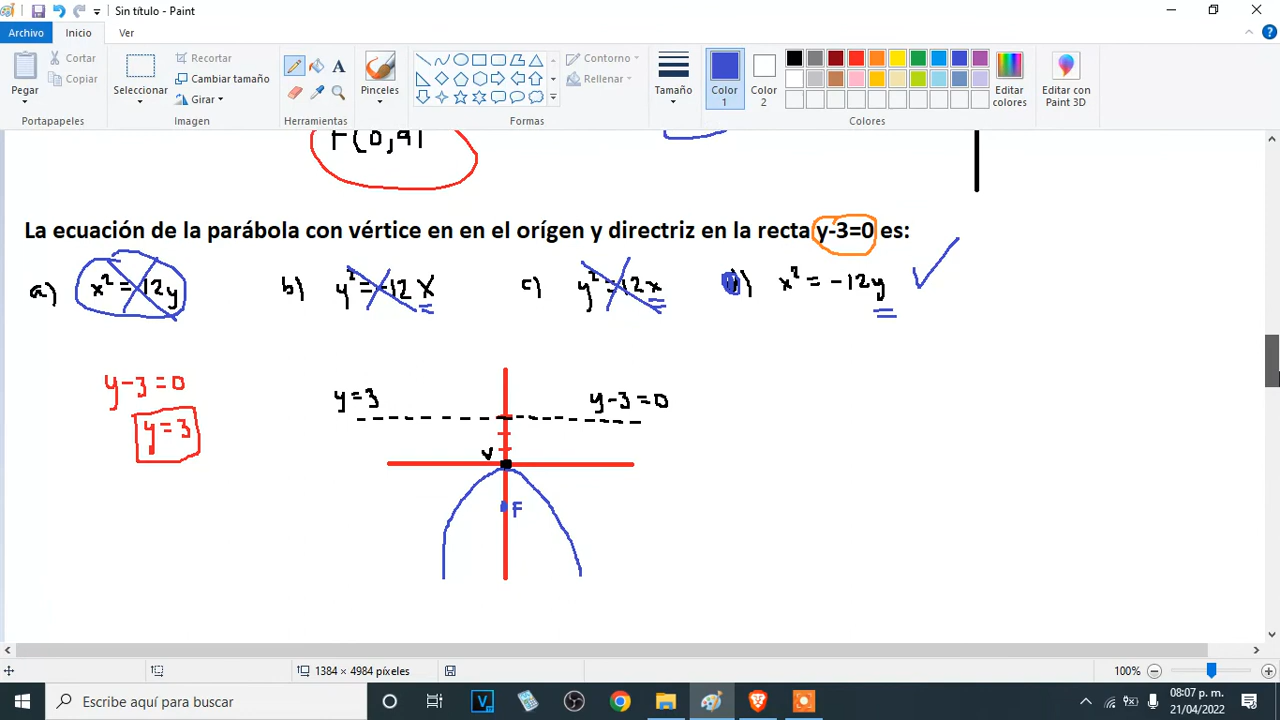 Sin título - Paint
Archivo Inicio Ver
Pegar
Cortar
Copiar
Portapapeles
Seleccionar
Recortar
Cambiar tamaño
Girar
Imagen
A
Herramientas
Pinceles
Contorno
Rellenar
Formas
Tamaño
Color 1
Color 2
Editar colores
Colores
Editar con Paint 3D
F(0,9)
La ecuación de la parábola con vértice en en el orígen y directriz en la recta y-3=0 es:
a) x² = 12y b) y² = -12x c) y² = 12x x² = -12y
y-3=0
y=3
y=3 y-3=0
V
F
1384 × 4984 píxeles 100%
Escribe aquí para buscar
08:07 p. m.
21/04/2022